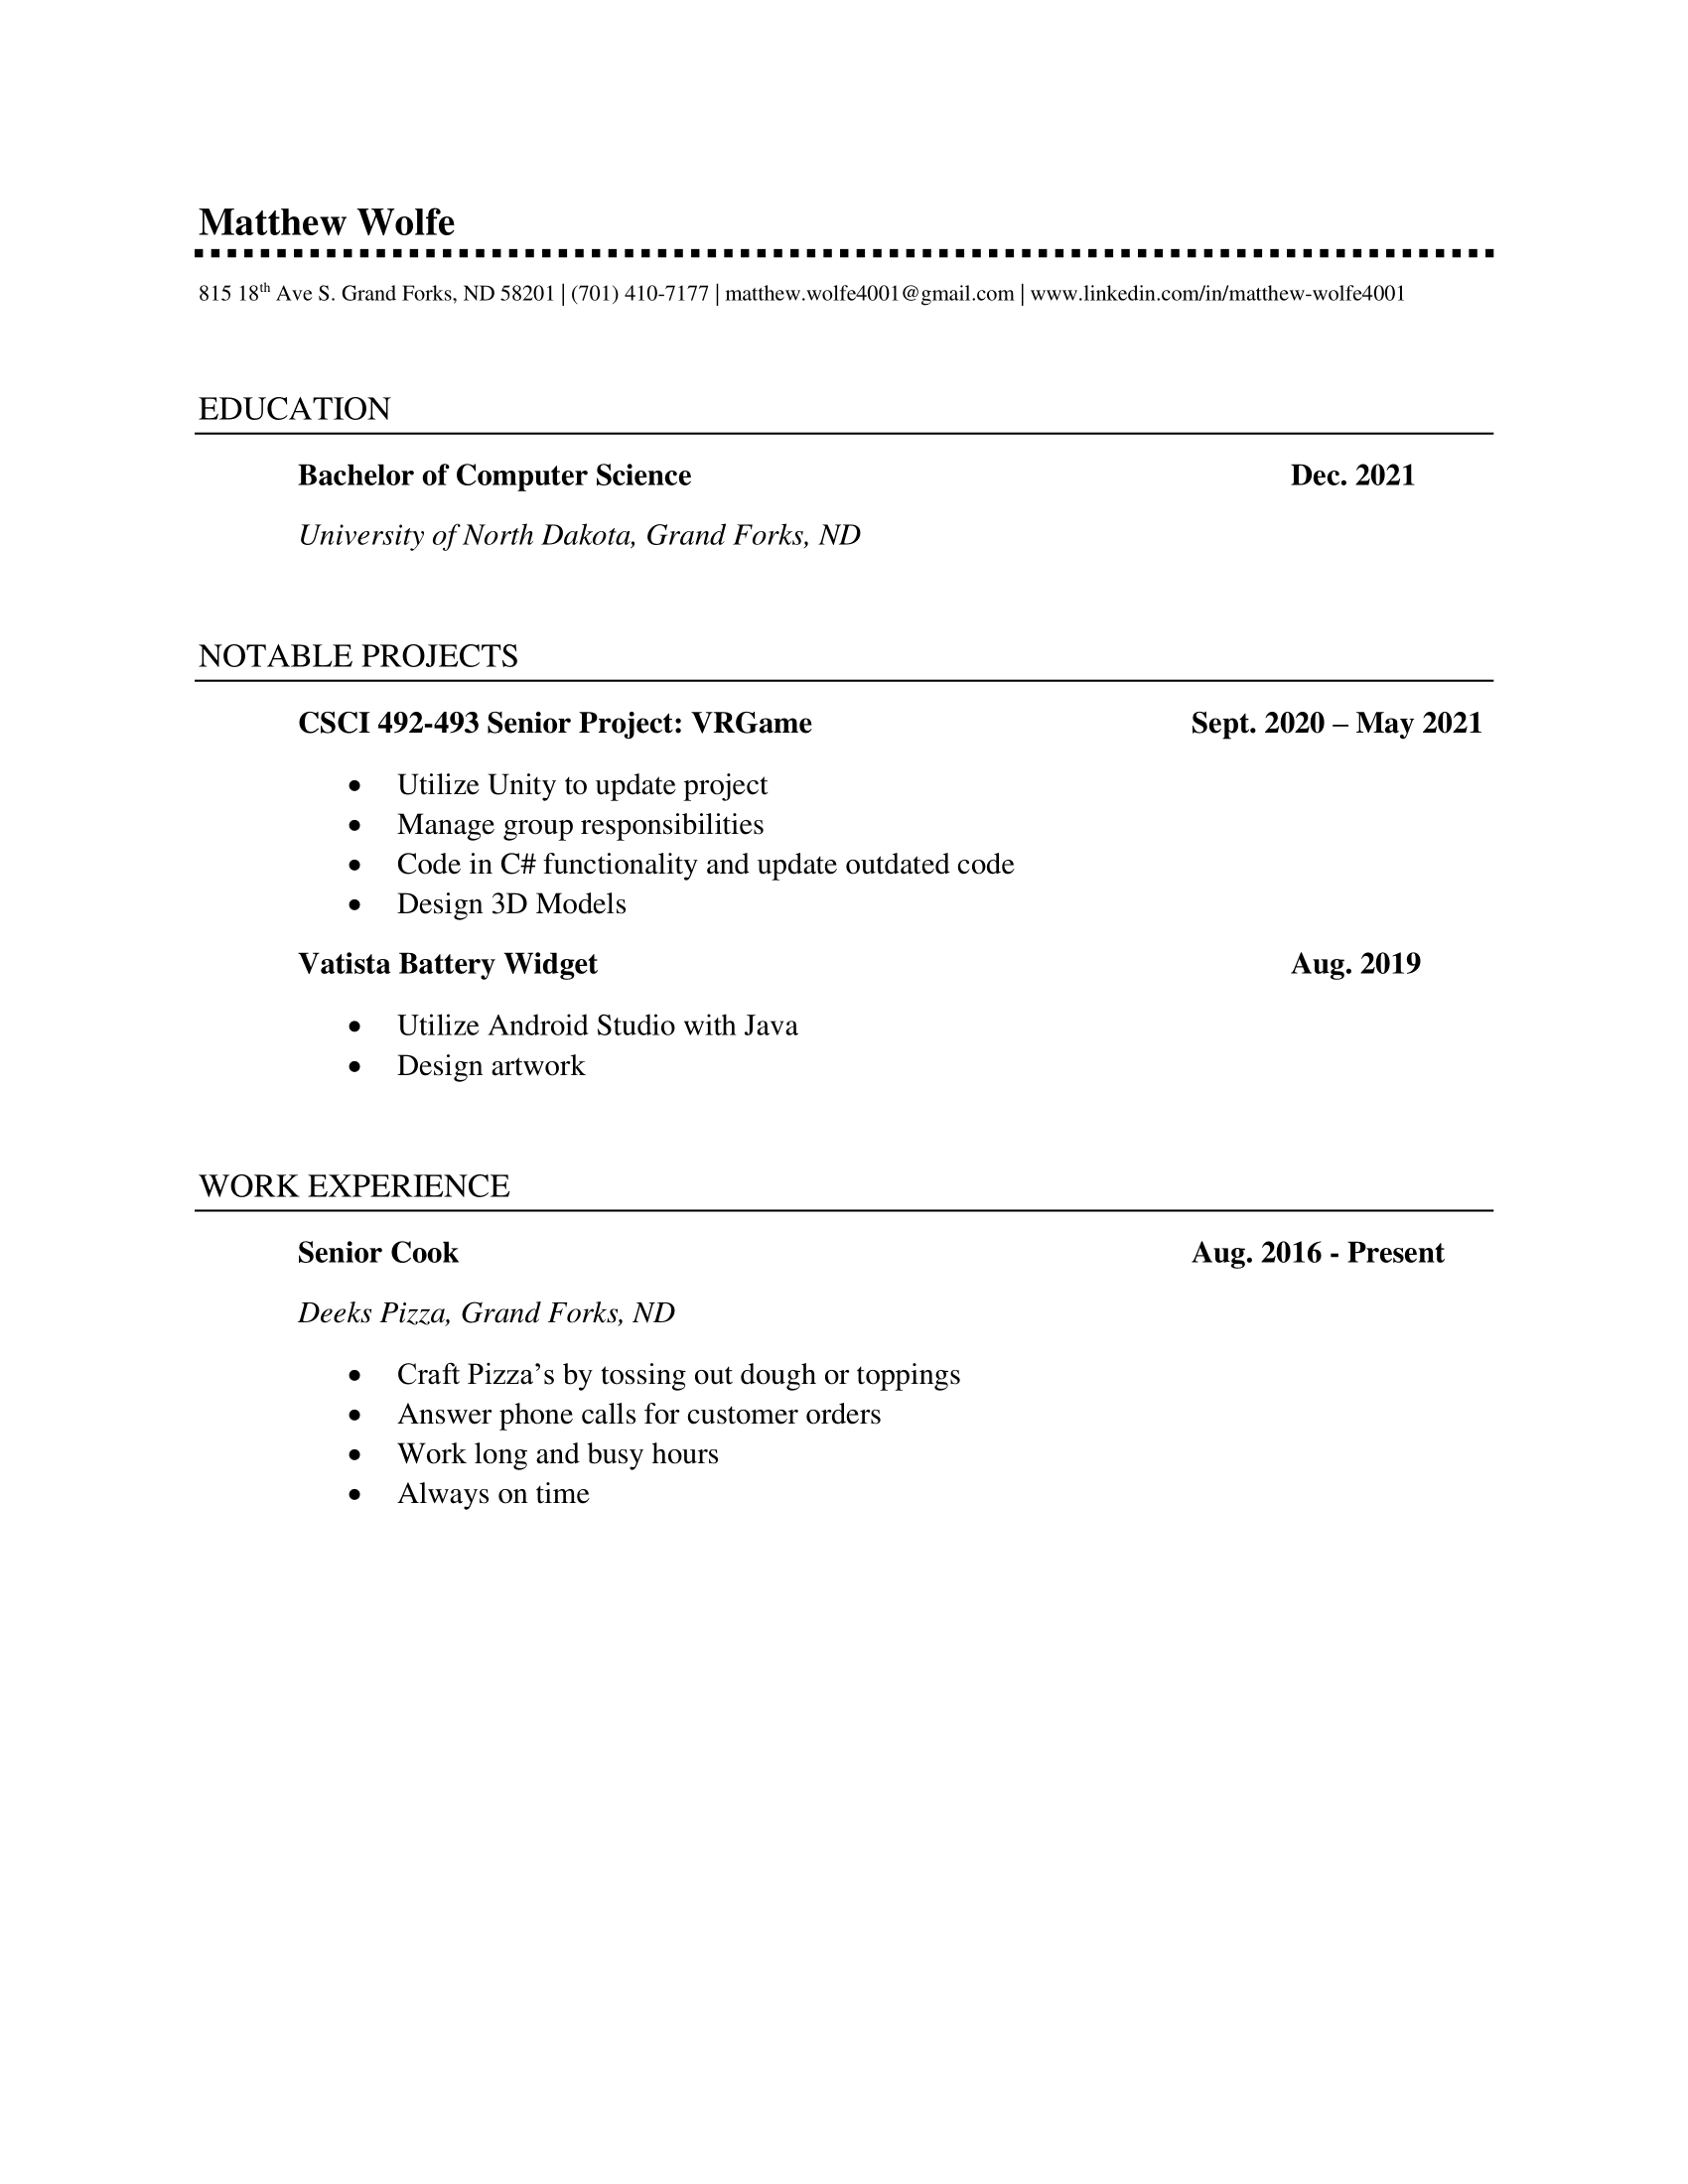 Matthew Wolfe
815 18th Ave S. Grand Forks, ND 58201 | (701) 410-7177 | matthew.wolfe4001@gmail.com | www.linkedin.com/in/matthew-wolfe4001
EDUCATION
Bachelor of Computer Science Dec. 2021
University of North Dakota, Grand Forks, ND
NOTABLE PROJECTS
CSCI 492-493 Senior Project: VRGame Sept. 2020 – May 2021
• Utilize Unity to update project
• Manage group responsibilities
• Code in C# functionality and update outdated code
• Design 3D Models
Vatista Battery Widget Aug. 2019
• Utilize Android Studio with Java
• Design artwork
WORK EXPERIENCE
Senior Cook Aug. 2016 - Present
Deeks Pizza, Grand Forks, ND
• Craft Pizza’s by tossing out dough or toppings
• Answer phone calls for customer orders
• Work long and busy hours
• Always on time